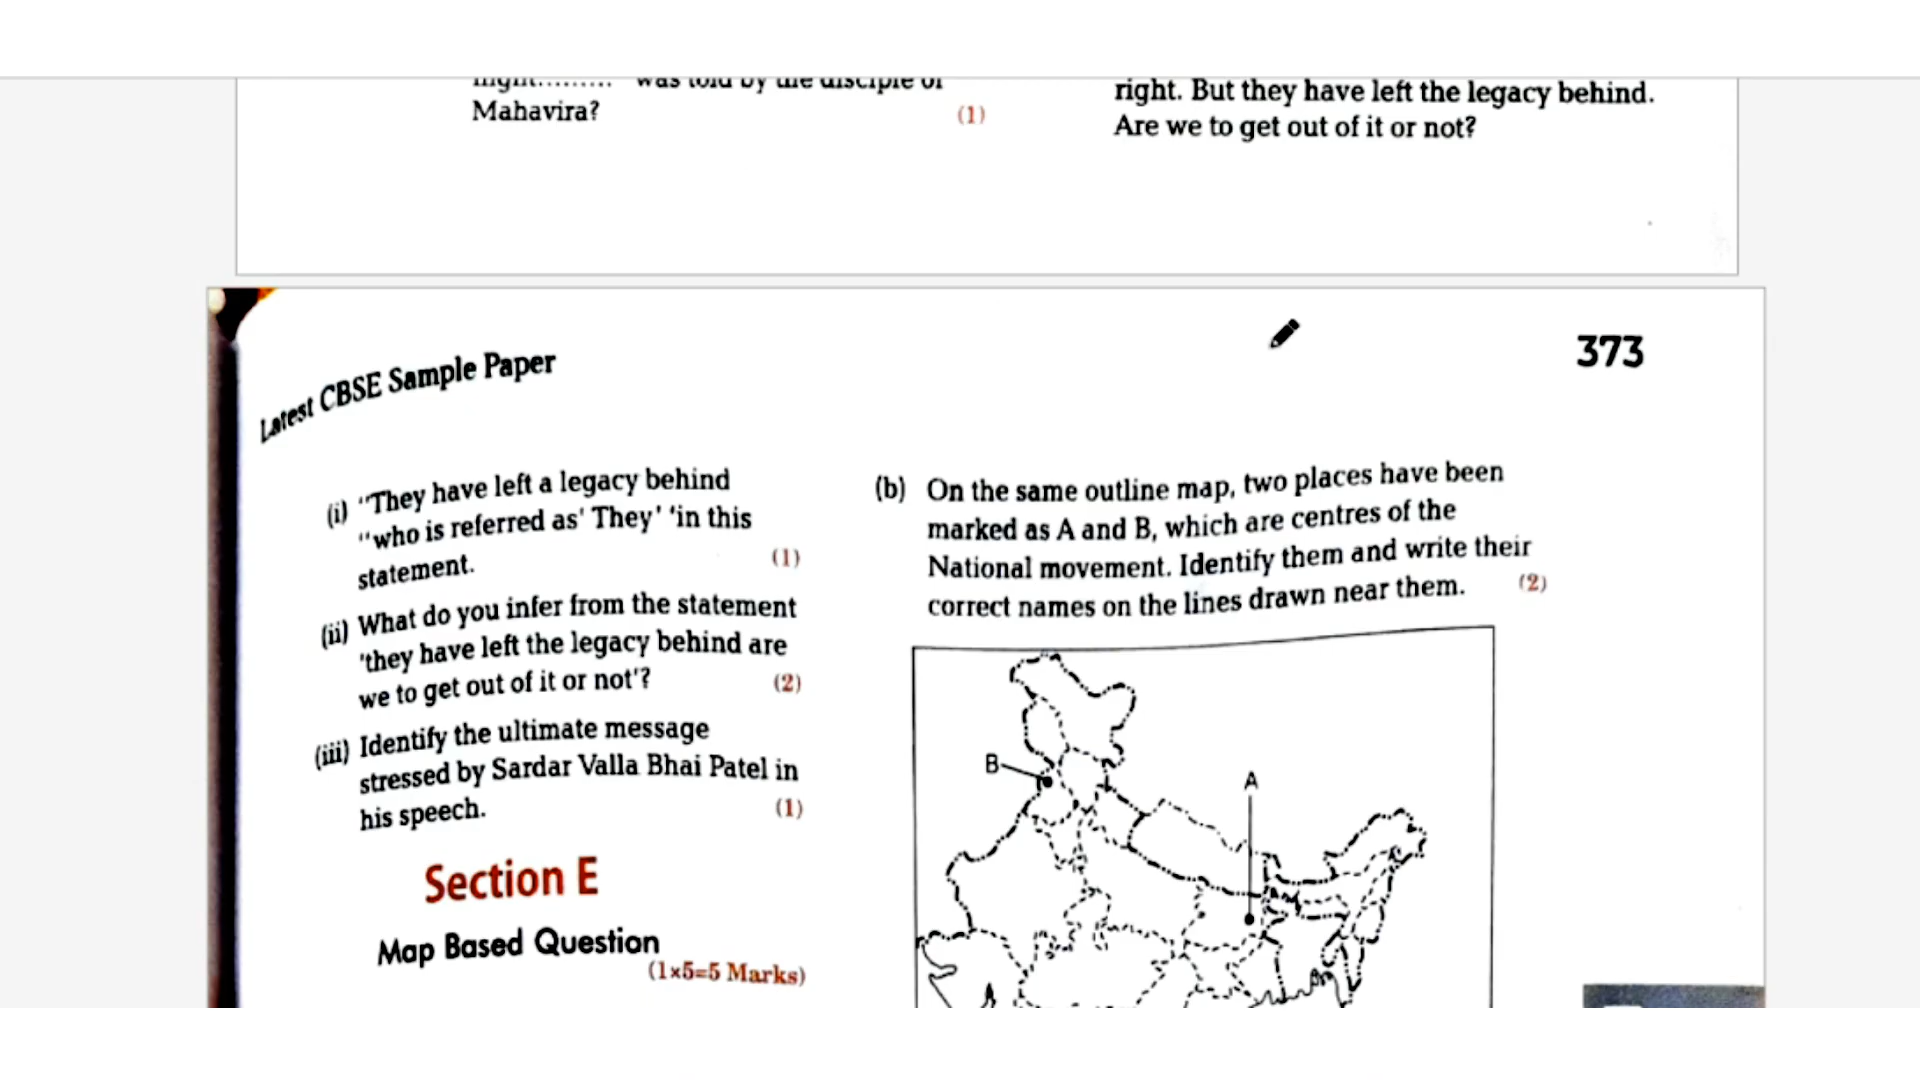 Mahavira?
(1)
right. But they have left the legacy behind.
Are we to get out of it or not?
Latest CBSE Sample Paper
373
(i) "They have left a legacy behind
"who is referred as' They' 'in this
statement.
(1)
(ii) What do you infer from the statement
'they have left the legacy behind are
we to get out of it or not'?
(2)
(iii) Identify the ultimate message
stressed by Sardar Valla Bhai Patel in
his speech.
(1)
Section E
Map Based Question
(1×5=5 Marks)
(b) On the same outline map, two places have been
marked as A and B, which are centres of the
National movement. Identify them and write their
correct names on the lines drawn near them.
(2)
B
A